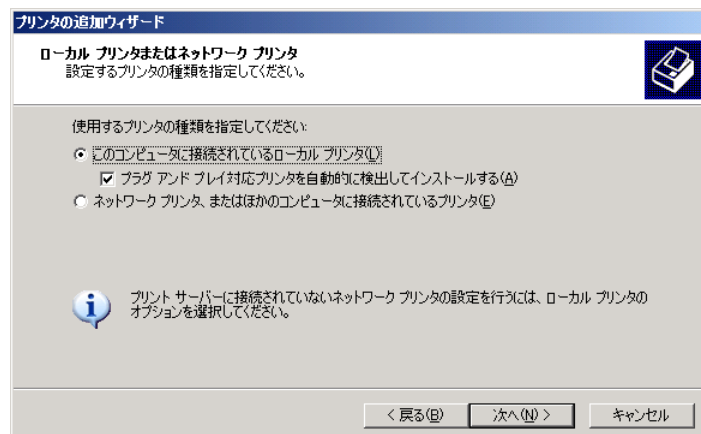 プリンタの追加ウィザード
ローカル プリンタまたはネットワーク プリンタ
設定するプリンタの種類を指定してください。
使用するプリンタの種類を指定してください:
このコンピュータに接続されているローカル プリンタ(L)
プラグ アンド プレイ対応プリンタを自動的に検出してインストールする(A)
ネットワーク プリンタ、またはほかのコンピュータに接続されているプリンタ(E)
プリント サーバーに接続されていないネットワーク プリンタの設定を行うには、ローカル プリンタの
オプションを選択してください。
< 戻る(B) 次へ(N) > キャンセル